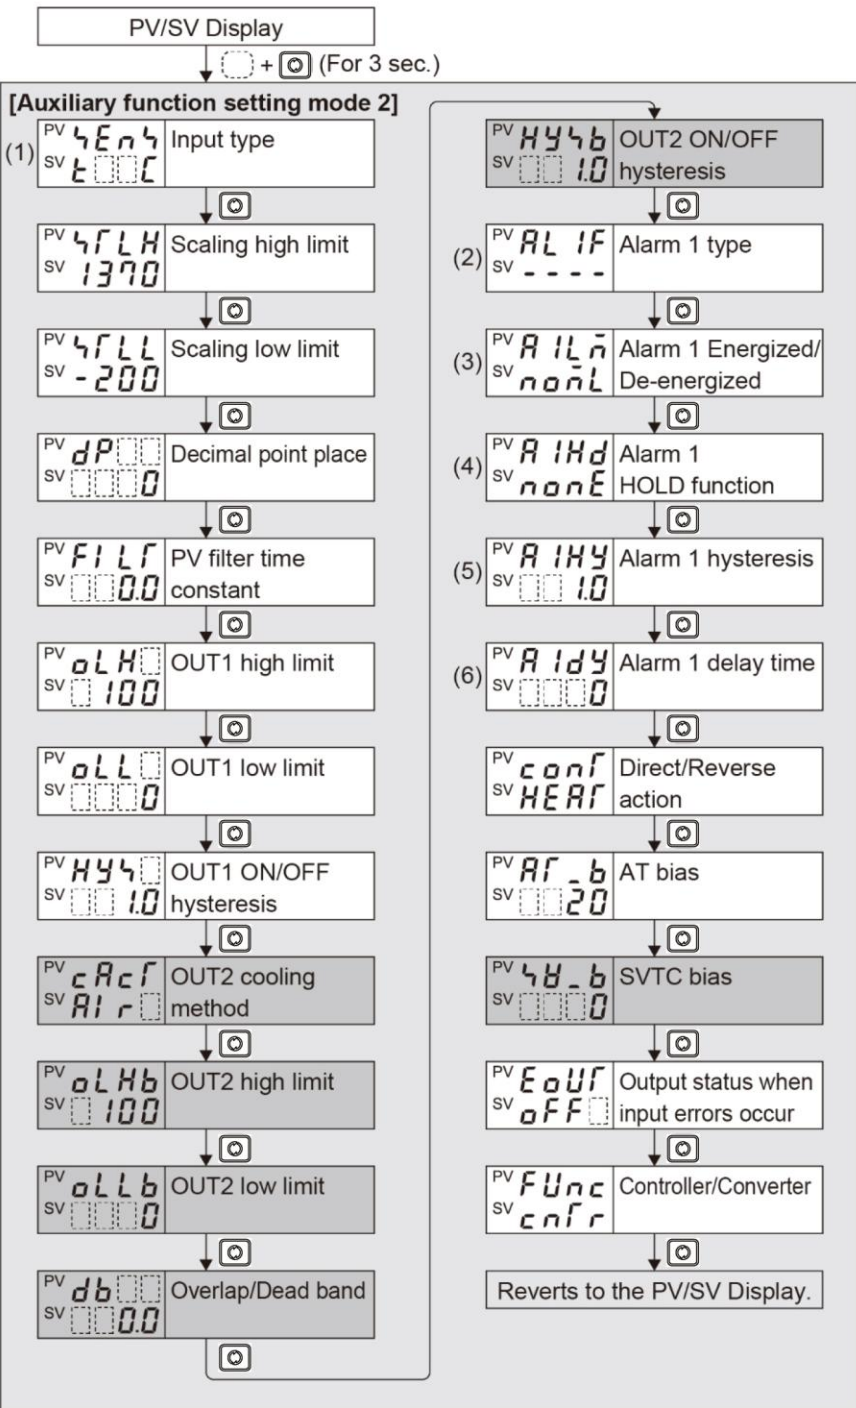 PV/SV Display
+ (For 3 sec.)
[Auxiliary function setting mode 2]
(1) PV SEnS Input type
SV t C
PV STLH Scaling high limit
SV 1370
PV STLL Scaling low limit
SV -200
PV dP Decimal point place
SV 0
PV FILT PV filter time
SV 0.0 constant
PV oLH OUT1 high limit
SV 100
PV oLL OUT1 low limit
SV 0
PV HYS OUT1 ON/OFF
SV 1.0 hysteresis
PV cAcT OUT2 cooling
SV AIr method
PV oLHb OUT2 high limit
SV 100
PV oLLb OUT2 low limit
SV 0
PV db Overlap/Dead band
SV 0.0
PV HYSb OUT2 ON/OFF
SV 1.0 hysteresis
(2) PV AL1F Alarm 1 type
SV ----
(3) PV A1Lm Alarm 1 Energized/
SV nomL De-energized
(4) PV A1Hd Alarm 1
SV nonE HOLD function
(5) PV A1HY Alarm 1 hysteresis
SV 1.0
(6) PV A1dY Alarm 1 delay time
SV 0
PV conT Direct/Reverse
SV HEAT action
PV AT_b AT bias
SV 20
PV SV_b SVTC bias
SV 0
PV EoUT Output status when
SV oFF input errors occur
PV FUnc Controller/Converter
SV cnTr
Reverts to the PV/SV Display.